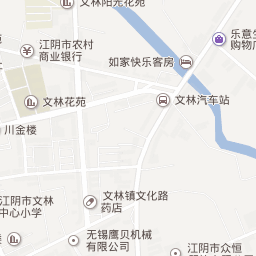 文林阳光花苑
江阴市农村
商业银行
乐意生
购物广
如家快乐客房
文林花苑
文林汽车站
川金楼
江阴市文林
中心小学
文林镇文化路
药店
无锡鹰贝机械
有限公司
江阴市众恒